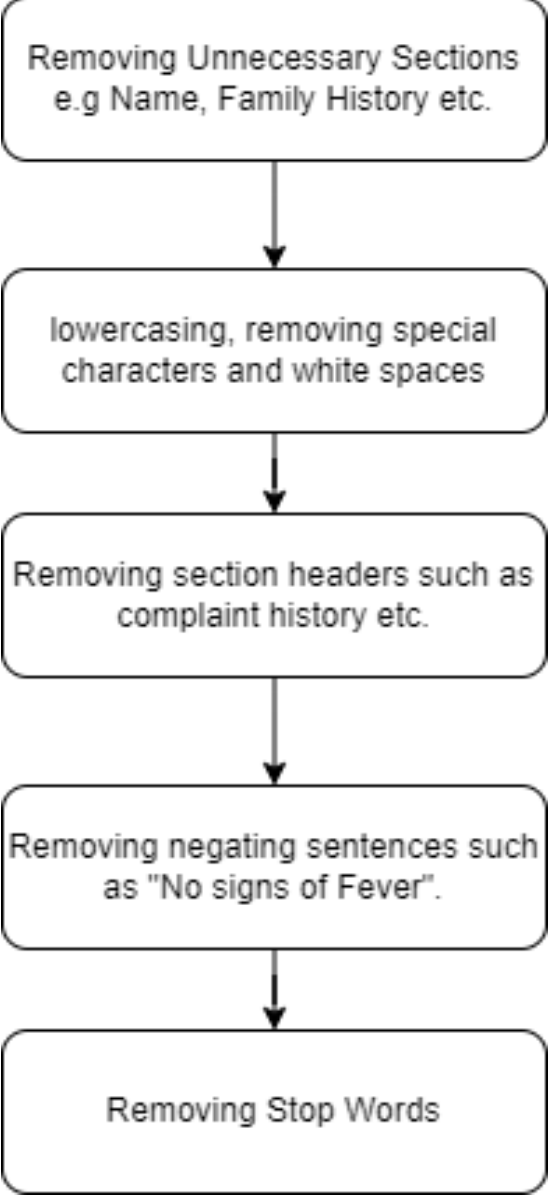 Removing Unnecessary Sections
e.g Name, Family History etc.
lowercasing, removing special
characters and white spaces
Removing section headers such as
complaint history etc.
Removing negating sentences such
as "No signs of Fever".
Removing Stop Words